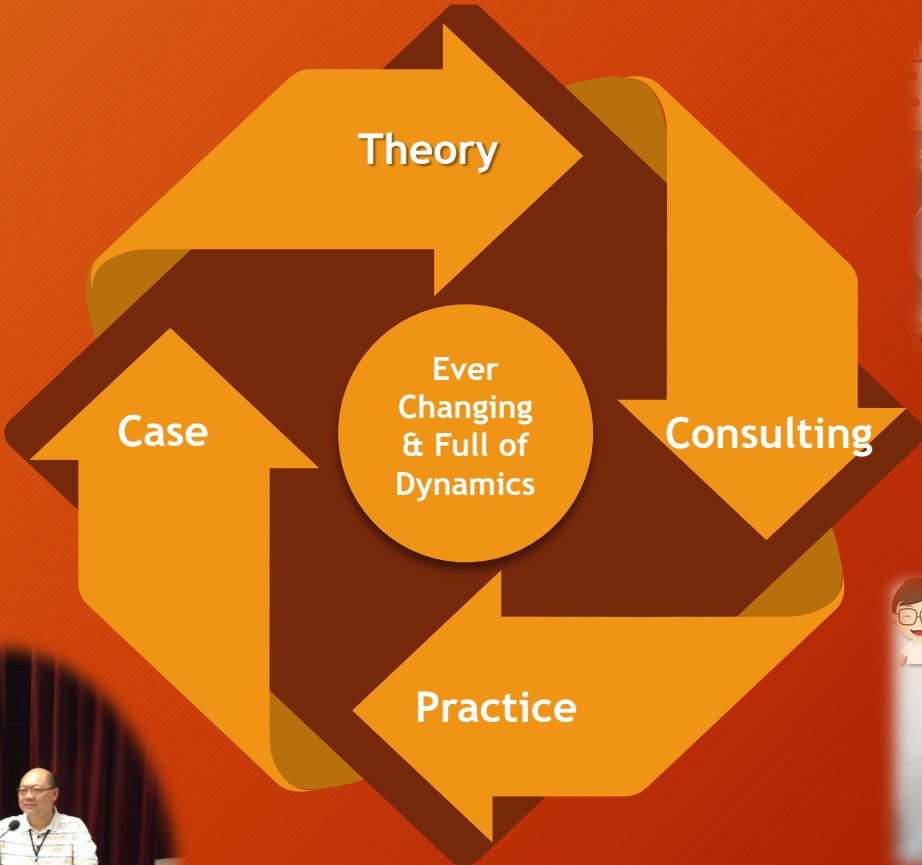 Theory
Ever
Changing
& Full of
Dynamics
Case
Consulting
Practice